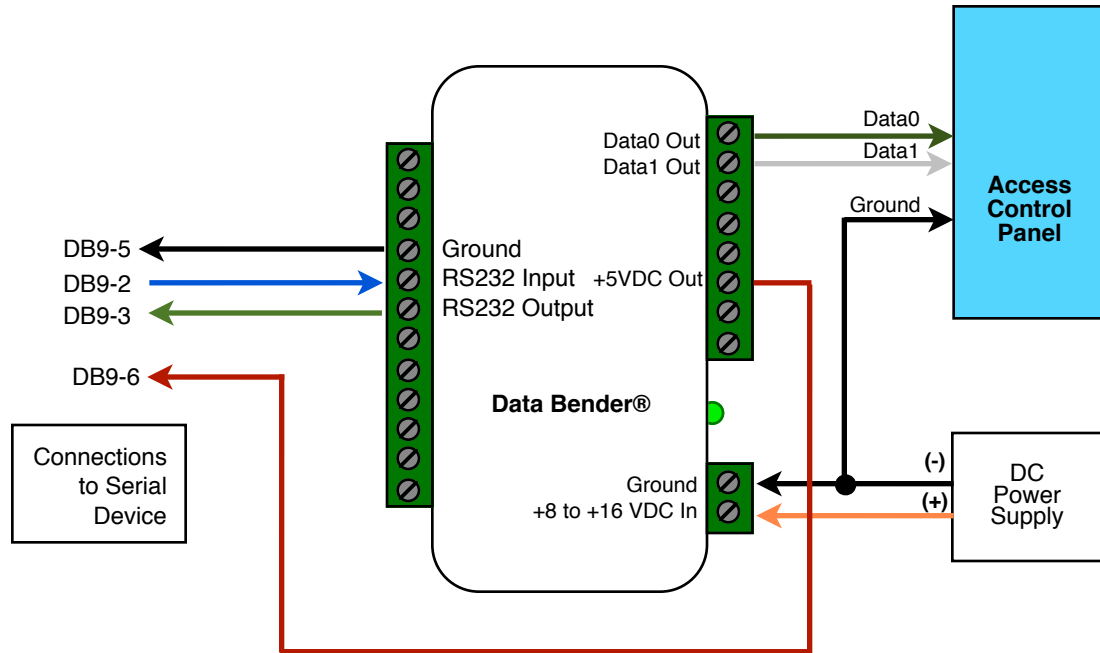 Data0 Out
Data1 Out
Data0
Data1
Ground
Access
Control
Panel
DB9-5
DB9-2
DB9-3
DB9-6
Ground
RS232 Input
RS232 Output
+5VDC Out
Data Bender®
Connections
to Serial
Device
Ground
+8 to +16 VDC In
(-)
(+)
DC
Power
Supply